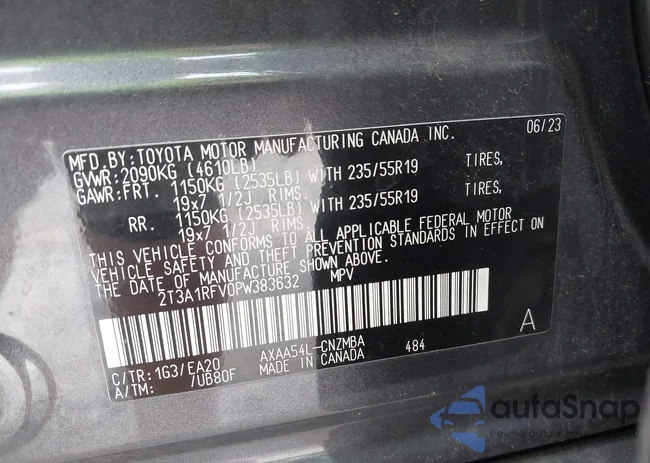 MFD.BY:TOYOTA MOTOR MANUFACTURING CANADA INC. 06/23
GVWR:2090KG (4610LB)
GAWR:FRT. 1150KG (2535LB) WITH 235/55R19 TIRES,
19x7 1/2J RIMS.
RR. 1150KG (2535LB) WITH 235/55R19 TIRES,
19x7 1/2J RIMS.
THIS VEHICLE CONFORMS TO ALL APPLICABLE FEDERAL MOTOR
VEHICLE SAFETY AND THEFT PREVENTION STANDARDS IN EFFECT ON
THE DATE OF MANUFACTURE SHOWN ABOVE.
2T3A1RFV0PW383632 MPV
A
C/TR:1G3/EA20 AXAA54L-CNZMBA 484
A/TM: /UB80F MADE IN CANADA
autoSnap
Pewne auto z